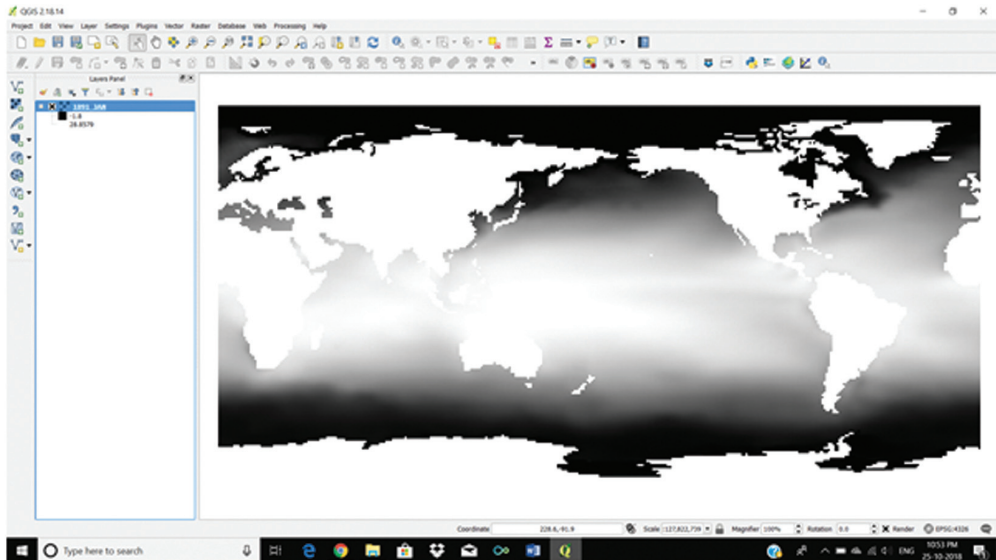 QGIS 2.18.14
Project Edit View Layer Settings Plugins Vector Raster Database Web Processing Help
Layers Panel
1891_JAN
-1.8
28.8579
Coordinate 228.6,-91.9 Scale 1:127,822,739 Magnifier 100% Rotation 0.0 Render EPSG:4326
Type here to search
ENG
10:53 PM
25-10-2018